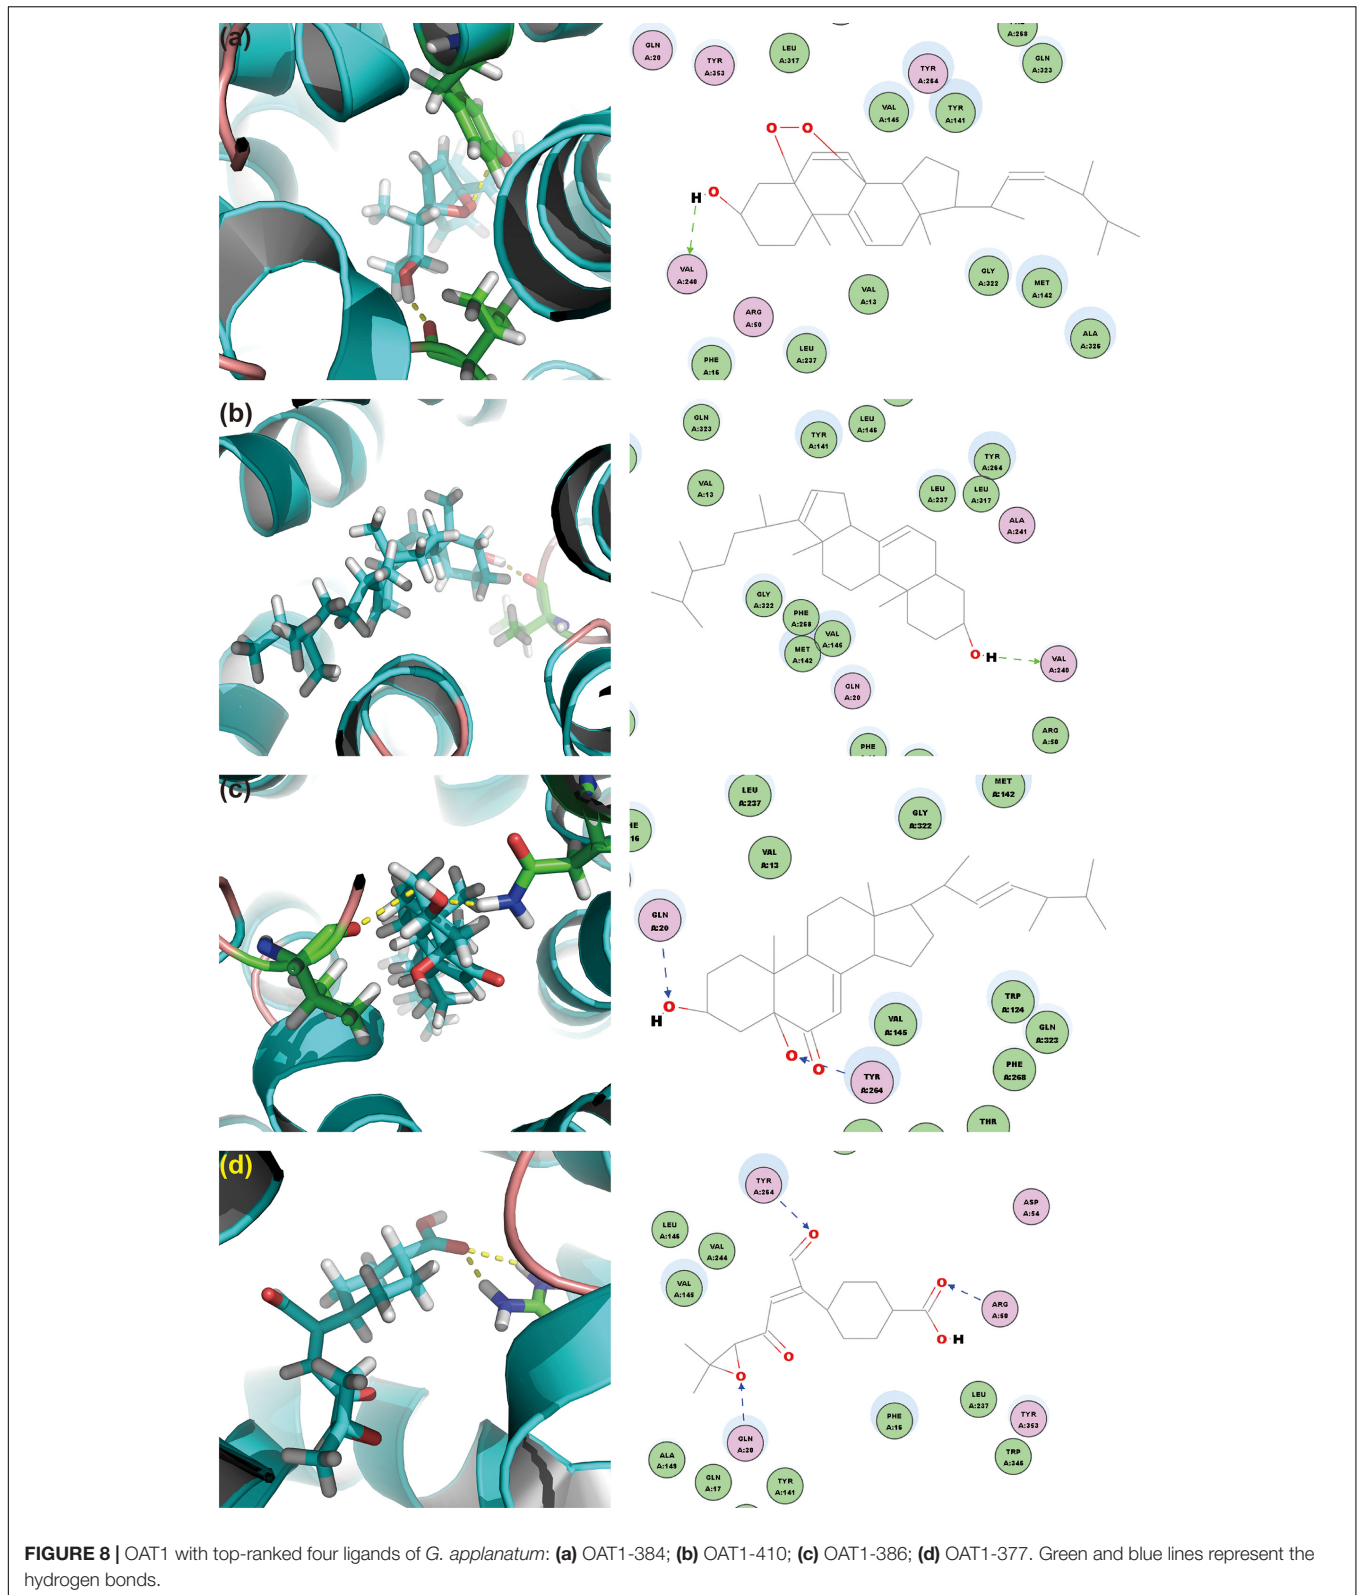 (a)
GLN
A:20
TYR
A:353
LEU
A:317
TYR
A:264
VAL
A:145
TYR
A:141
A:268
GLN
A:323
O O
H O
VAL
A:240
ARG
A:50
PHE
A:16
LEU
A:237
VAL
A:13
GLY
A:322
MET
A:142
ALA
A:326
(b)
GLN
A:323
VAL
A:13
TYR
A:141
LEU
A:146
LEU
A:237
TYR
A:264
LEU
A:317
ALA
A:241
GLY
A:322
PHE
A:268
VAL
A:145
MET
A:142
GLN
A:20
O H
VAL
A:240
ARG
A:50
PHE
(c)
LEU
A:237
VAL
A:13
GLY
A:322
MET
A:142
GLN
A:20
O
H
O
O
VAL
A:145
TYR
A:264
TRP
A:124
GLN
A:323
PHE
A:268
THR
(d)
TYR
A:264
ASP
A:54
LEU
A:146
VAL
A:244
VAL
A:145
O
O
O H
O
O
ARG
A:50
GLN
A:20
PHE
A:16
LEU
A:237
TYR
A:353
TRP
A:346
ALA
A:149
GLN
A:17
TYR
A:141
FIGURE 8 | OAT1 with top-ranked four ligands of G. applanatum: (a) OAT1-384; (b) OAT1-410; (c) OAT1-386; (d) OAT1-377. Green and blue lines represent the
hydrogen bonds.